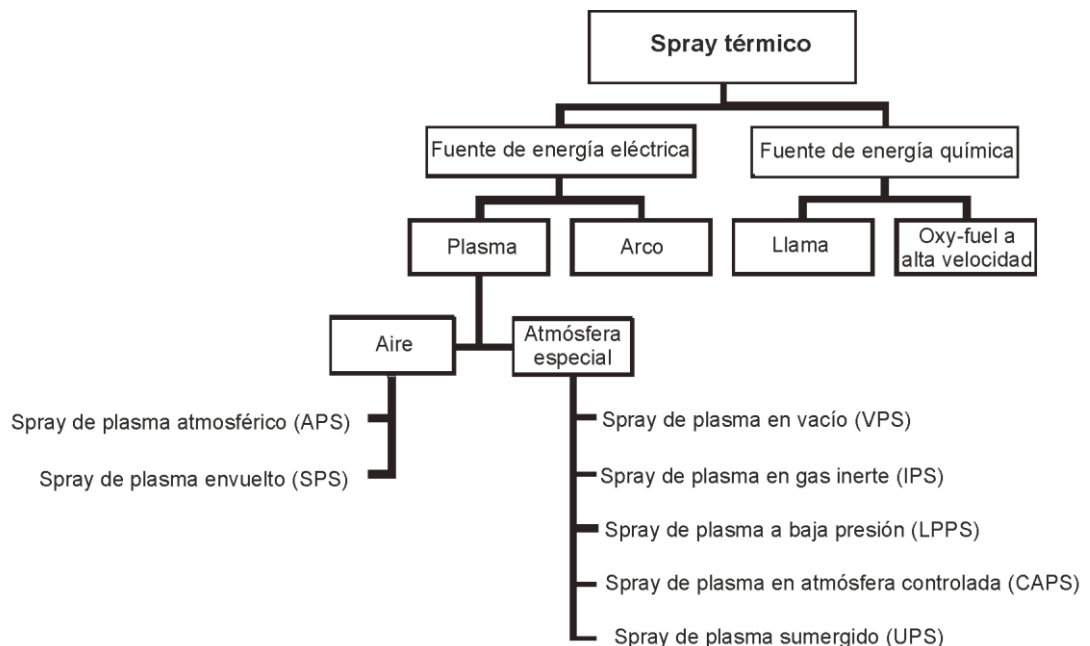 Spray térmico
Fuente de energía eléctrica
Fuente de energía química
Plasma
Arco
Llama
Oxy-fuel a
alta velocidad
Aire
Atmósfera
especial
Spray de plasma atmosférico (APS)
Spray de plasma envuelto (SPS)
Spray de plasma en vacío (VPS)
Spray de plasma en gas inerte (IPS)
Spray de plasma a baja presión (LPPS)
Spray de plasma en atmósfera controlada (CAPS)
Spray de plasma sumergido (UPS)